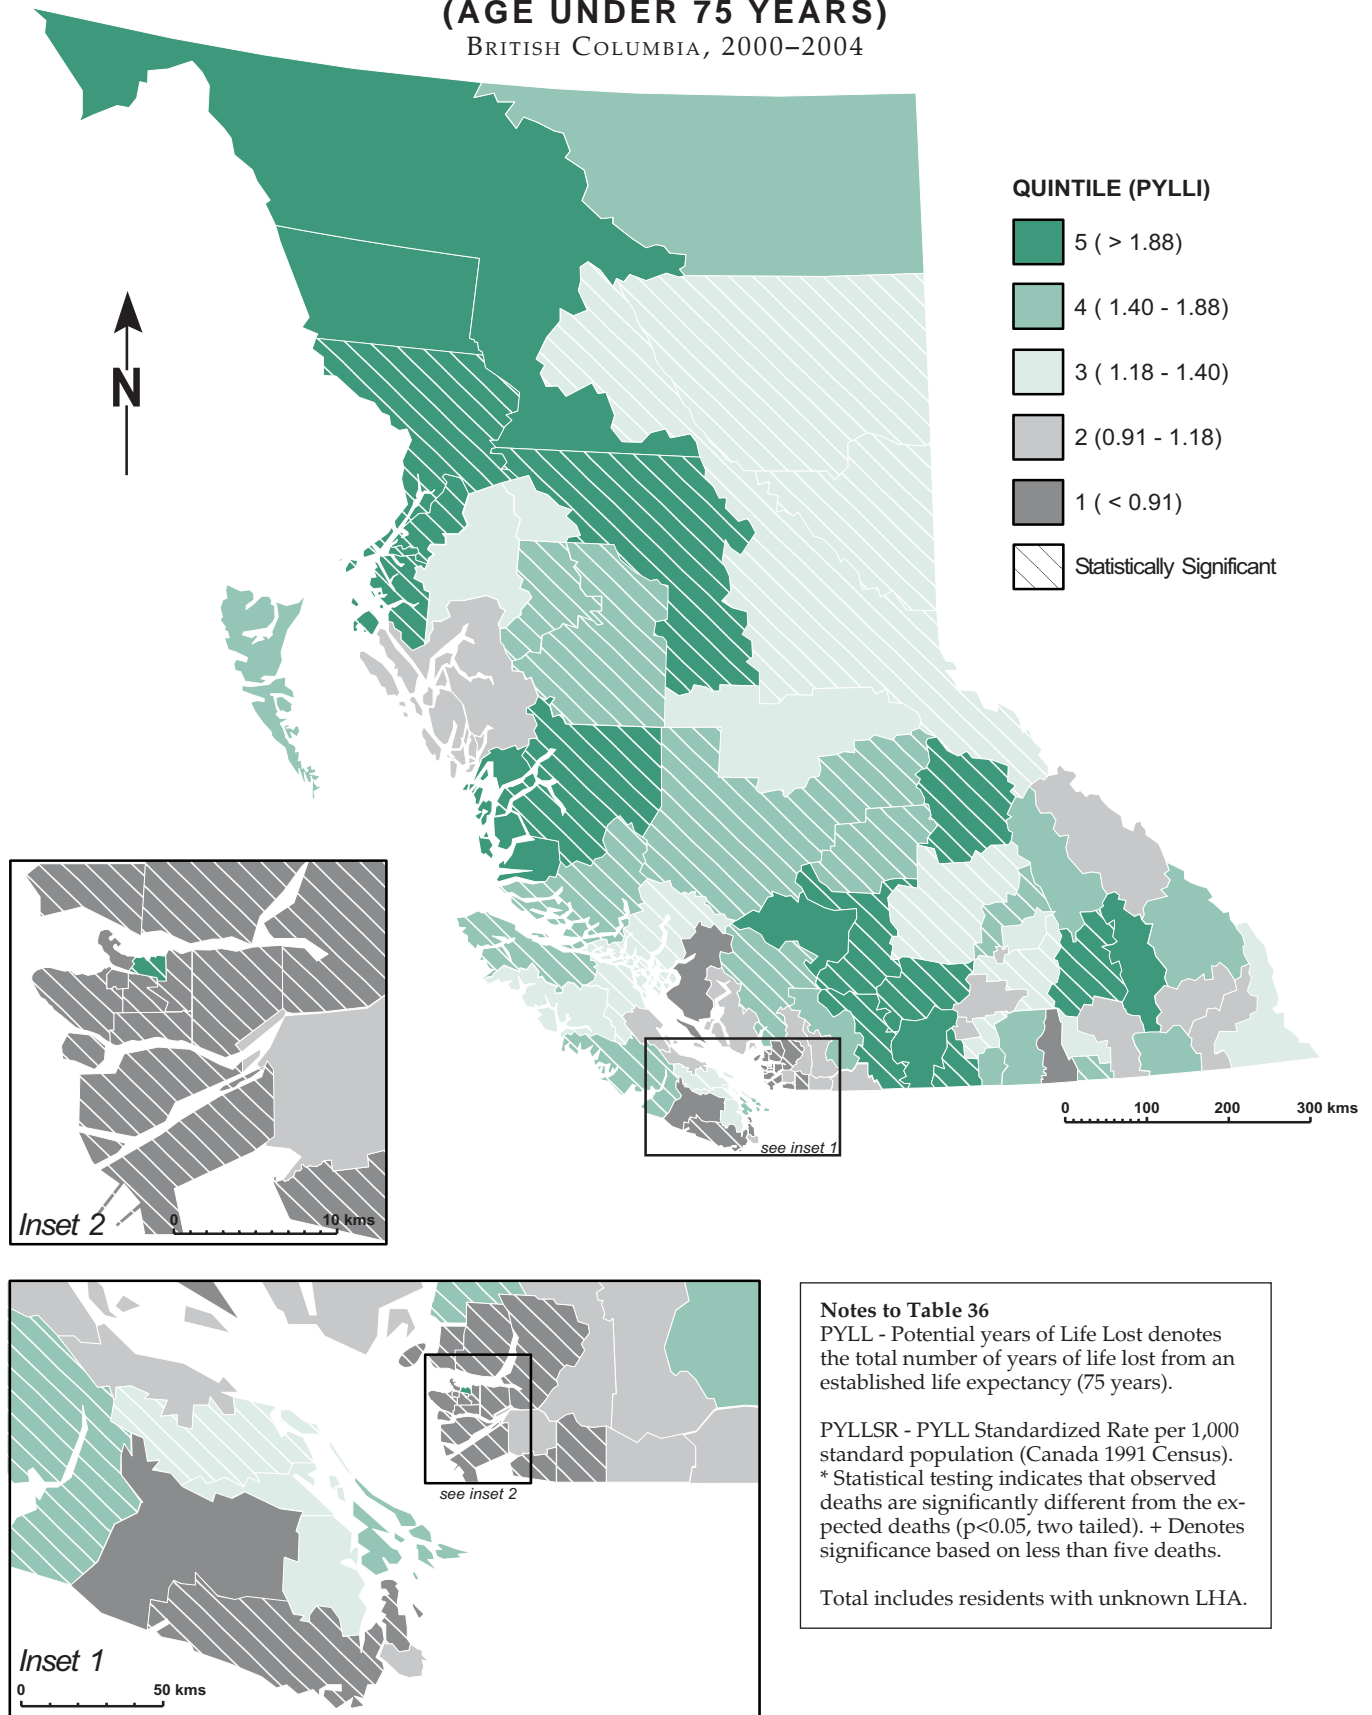 (AGE UNDER 75 YEARS)
British Columbia, 2000–2004
QUINTILE (PYLLI)
5 ( > 1.88)
4 ( 1.40 - 1.88)
3 ( 1.18 - 1.40)
2 (0.91 - 1.18)
1 ( < 0.91)
Statistically Significant
N
0 100 200 300 kms
see inset 1
Inset 2
0 10 kms
see inset 2
Inset 1
0 50 kms
Notes to Table 36
PYLL - Potential years of Life Lost denotes
the total number of years of life lost from an
established life expectancy (75 years).
PYLLSR - PYLL Standardized Rate per 1,000
standard population (Canada 1991 Census).
* Statistical testing indicates that observed
deaths are significantly different from the ex-
pected deaths (p<0.05, two tailed). + Denotes
significance based on less than five deaths.
Total includes residents with unknown LHA.